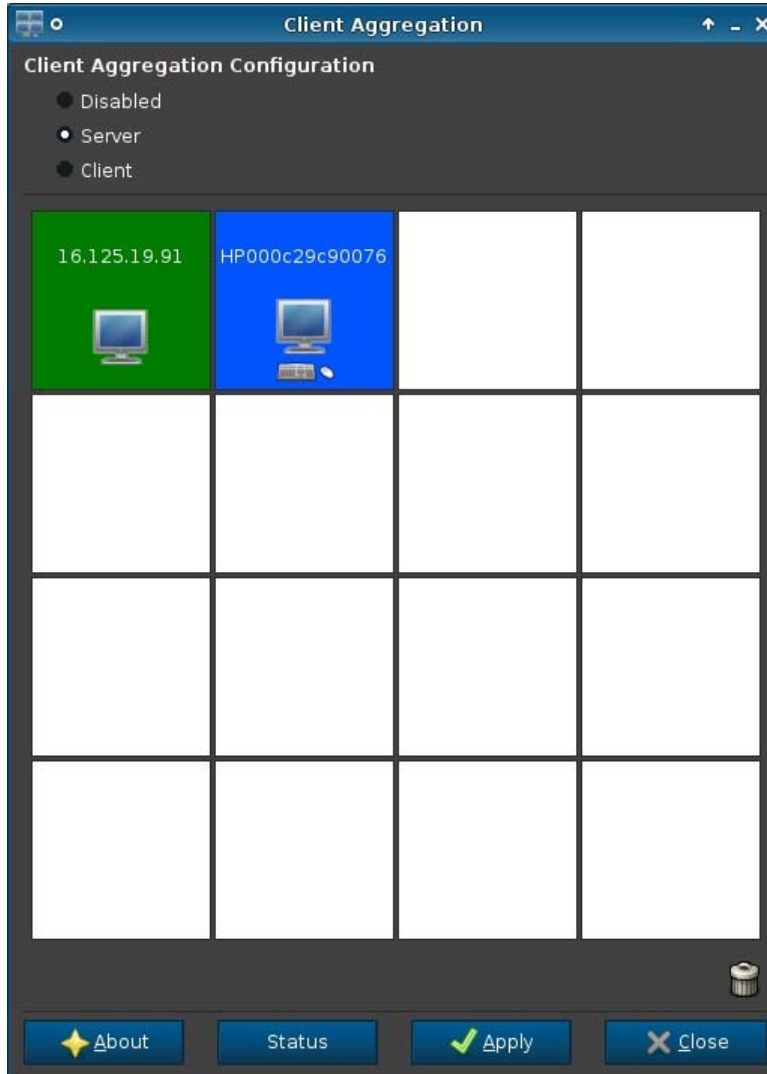 Client Aggregation
Client Aggregation Configuration
Disabled
Server
Client
16.125.19.91
HP000c29c90076
About
Status
Apply
Close